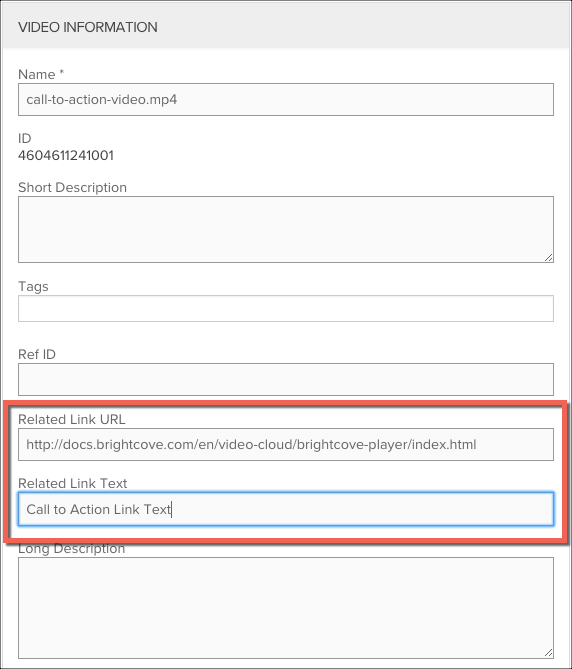 VIDEO INFORMATION
Name *
call-to-action-video.mp4
ID
4604611241001
Short Description
Tags
Ref ID
Related Link URL
http://docs.brightcove.com/en/video-cloud/brightcove-player/index.html
Related Link Text
Call to Action Link Text
Long Description